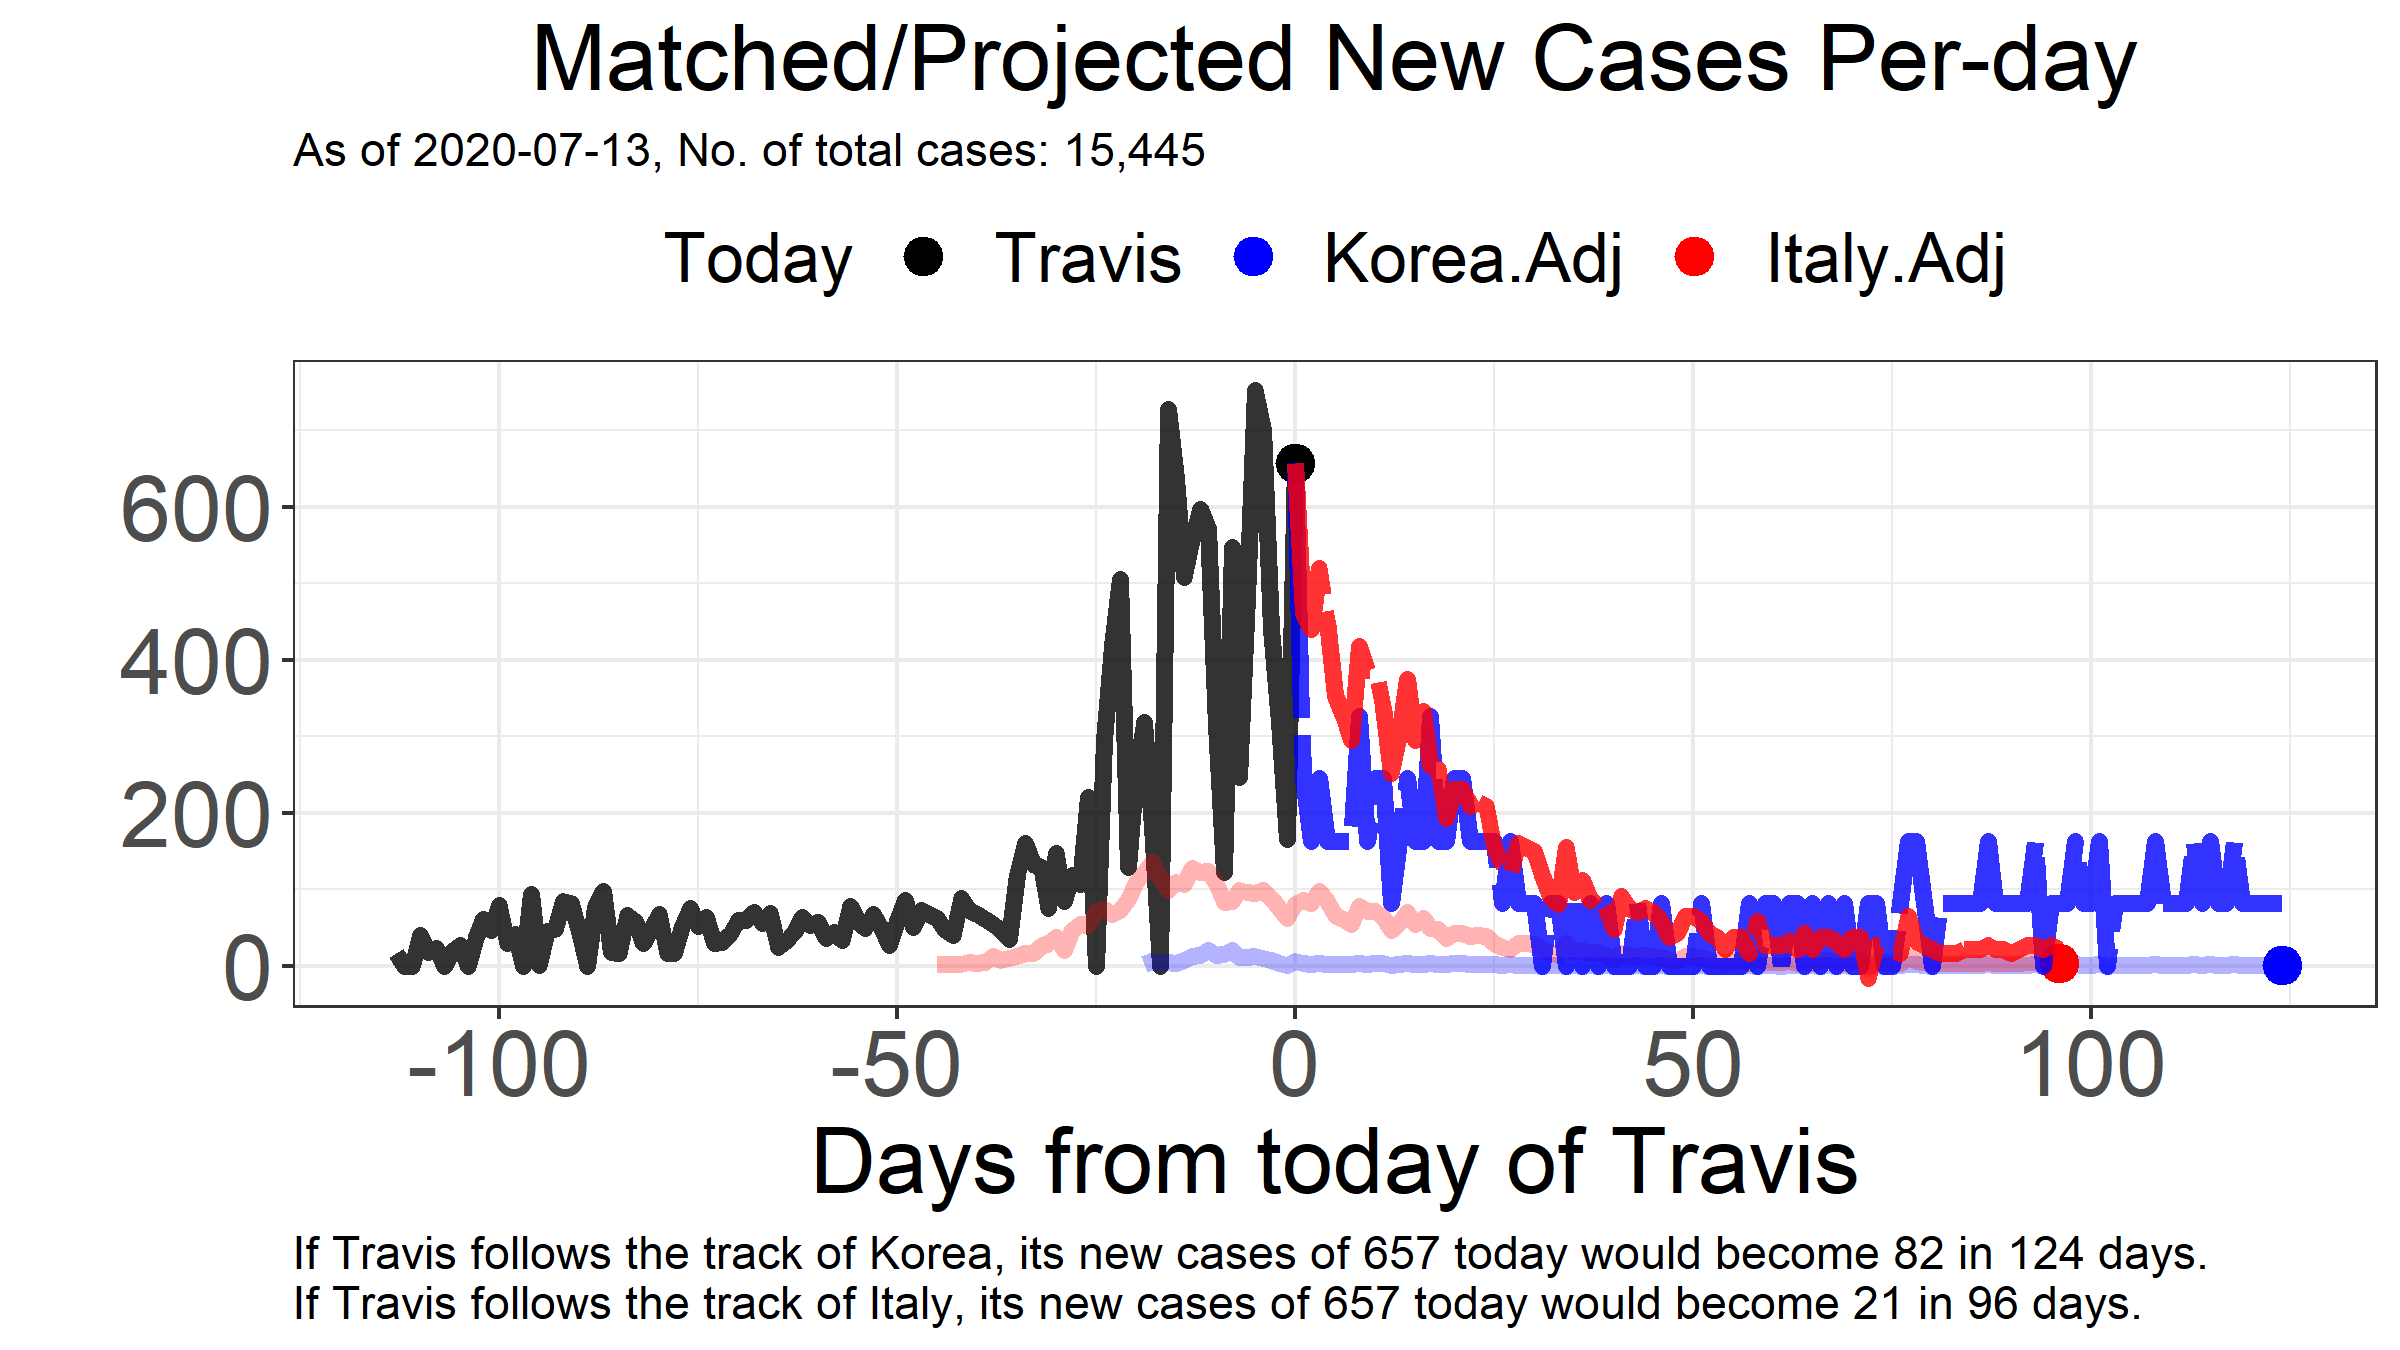 Matched/Projected New Cases Per-day
As of 2020-07-13, No. of total cases: 15,445
Today Travis Korea.Adj Italy.Adj
600
400
200
0
-100 -50 0 50 100
Days from today of Travis
If Travis follows the track of Korea, its new cases of 657 today would become 82 in 124 days.
If Travis follows the track of Italy, its new cases of 657 today would become 21 in 96 days.